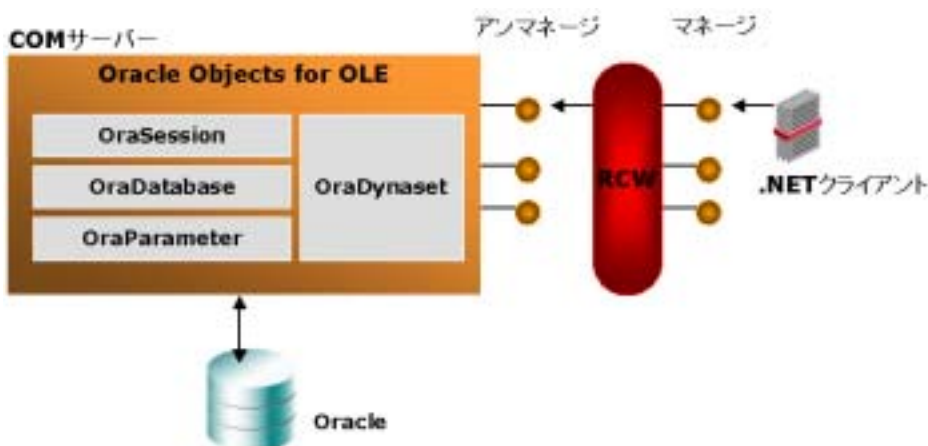 アンマネージ
マネージ
COMサーバー
Oracle Objects for OLE
OraSession
OraDatabase
OraDynaset
OraParameter
RCW
.NETクライアント
Oracle